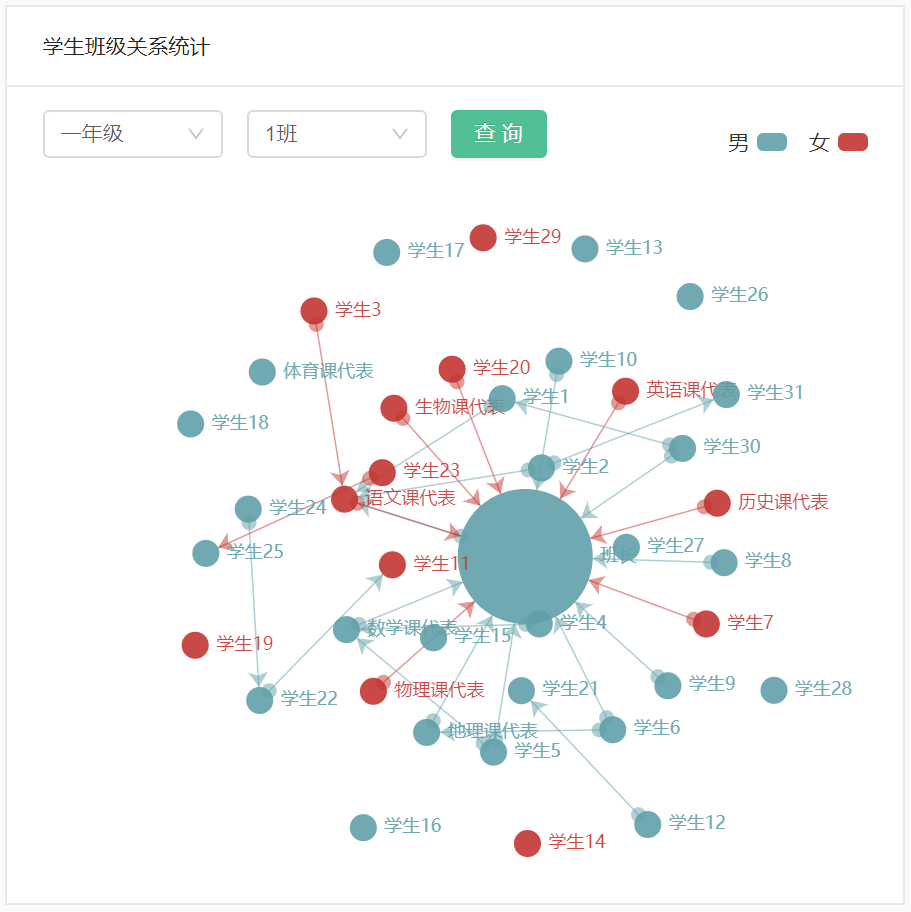 学生班级关系统计
一年级
1班
查 询
男
女
学生29
学生17
学生13
学生26
学生3
学生10
学生20
体育课代表
英语课代表
学生31
学生1
生物课代表
学生18
学生30
学生2
学生23
语文课代表
历史课代表
学生24
学生27
学生25
班长
学生8
学生11
学生4
学生7
数学课代表
学生15
学生19
学生9
学生21
学生28
物理课代表
学生22
学生6
地理课代表
学生5
学生12
学生16
学生14